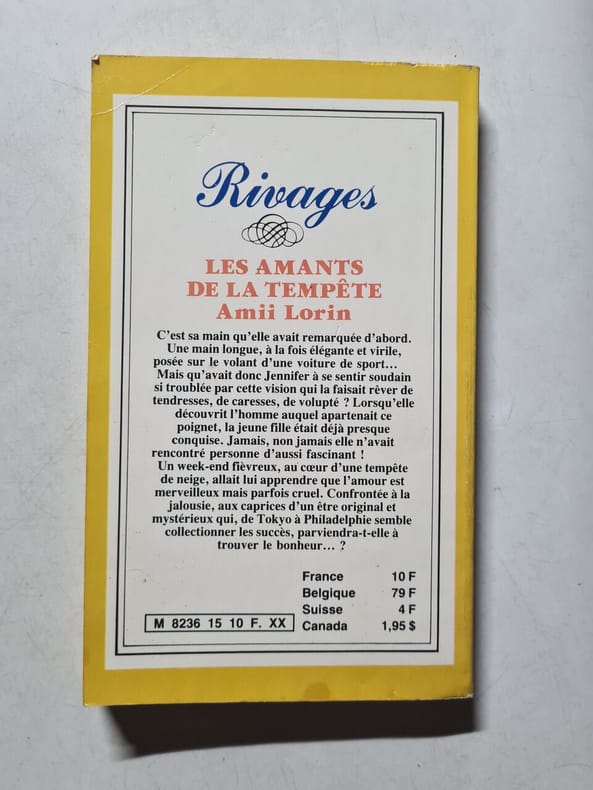 Rivages
LES AMANTS
DE LA TEMPÊTE
Amii Lorin
C'est sa main qu'elle avait remarquée d'abord.
Une main longue, à la fois élégante et virile,
posée sur le volant d'une voiture de sport...
Mais qu'avait donc Jennifer à se sentir soudain
si troublée par cette vision qui la faisait rêver de
tendresses, de caresses, de volupté ? Lorsqu'elle
découvrit l'homme auquel appartenait ce
poignet, la jeune fille était déjà presque
conquise. Jamais, non jamais elle n'avait
rencontré personne d'aussi fascinant !
Un week-end fièvreux, au cœur d'une tempête
de neige, allait lui apprendre que l'amour est
merveilleux mais parfois cruel. Confrontée à la
jalousie, aux caprices d'un être original et
mystérieux qui, de Tokyo à Philadelphie semble
collectionner les succès, parviendra-t-elle à
trouver le bonheur... ?
France 10 F
Belgique 79 F
Suisse 4 F
M 8236 15 10 F. XX Canada 1,95 $